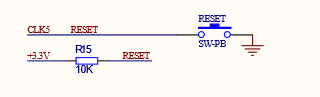 RESET
CLK5 RESET
SW-PB
+3.3V R15 RESET
10K